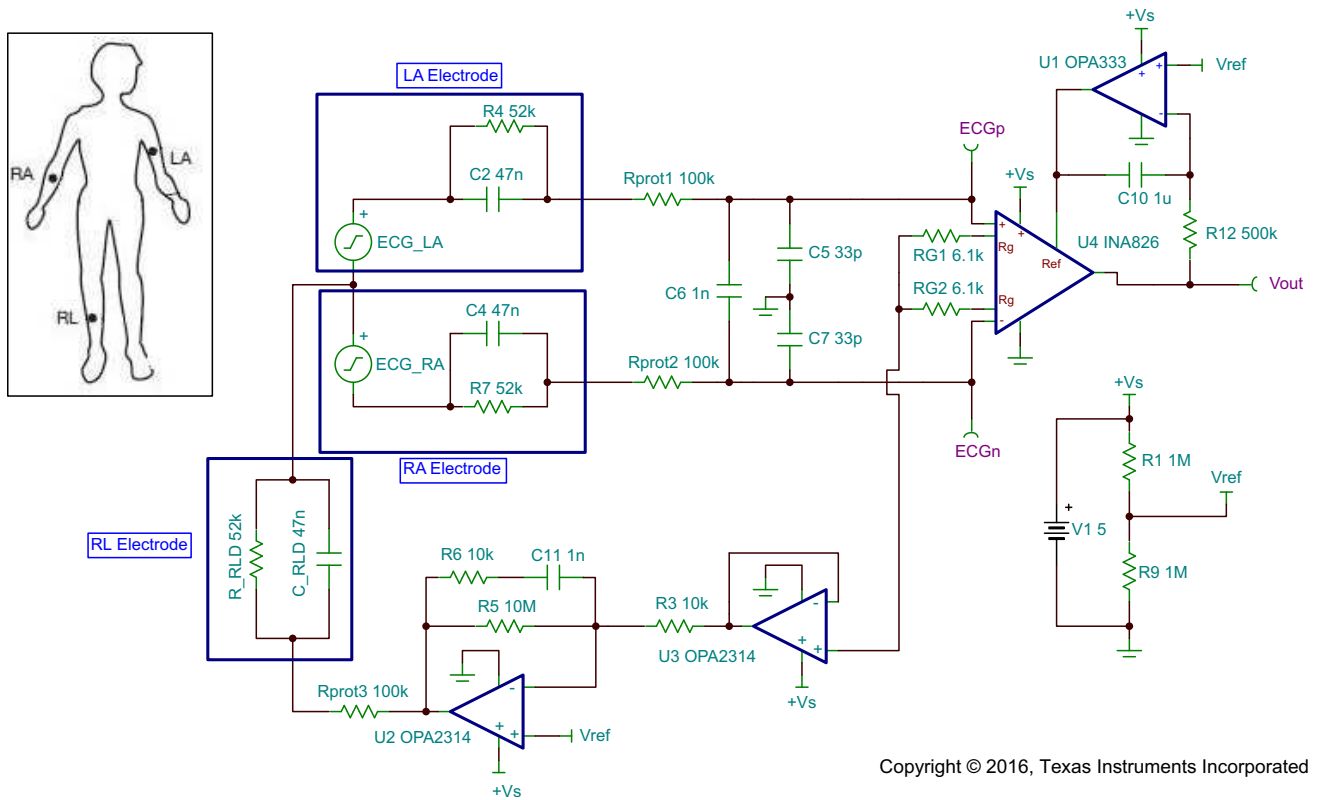 +Vs
U1 OPA333
+
+
-
Vref
LA Electrode
R4 52k
C2 47n
+
ECG_LA
Rprot1 100k
ECGp
C10 1u
R12 500k
RA
LA
RL
+Vs
+
+
Rg
RG1 6.1k
U4 INA826
Ref
C5 33p
C6 1n
RG2 6.1k
Rg
-
Vout
C4 47n
+
ECG_RA
R7 52k
C7 33p
Rprot2 100k
RA Electrode
ECGn
+Vs
R1 1M
Vref
+
V1 5
R9 1M
RL Electrode
R_RLD 52k
C_RLD 47n
R6 10k
C11 1n
R5 10M
R3 10k
-
+
+
U3 OPA2314
+Vs
Rprot3 100k
-
+
+
U2 OPA2314
Vref
+Vs
Copyright © 2016, Texas Instruments Incorporated